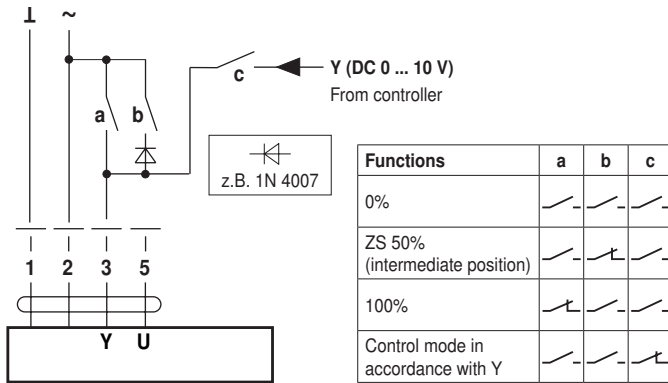 ⊥ ~
a b c
Y (DC 0 ... 10 V)
From controller
z.B. 1N 4007
1 2 3 5
Y U
Functions a b c
0%
ZS 50%
(intermediate position)
100%
Control mode in
accordance with Y